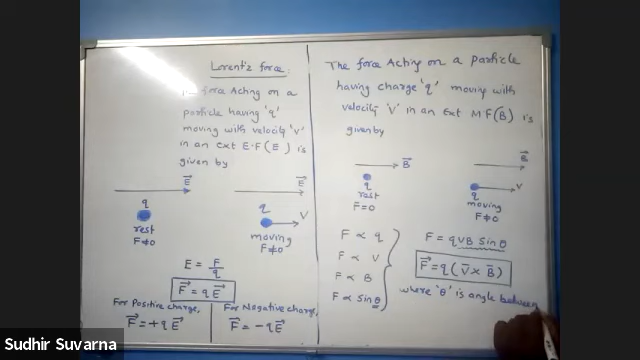 Lorentz force:
The force Acting on a
particle having 'q'
moving with velocity 'v'
in an ext E.F (E) is
given by
E
q
rest
F≠0
E
q
V
moving
F≠0
E = F/q
F = qE
For Positive charge,
F = +qE
For Negative charge,
F = -qE
The force Acting on a particle
having charge 'q' moving with
velocity 'V' in an Ext M.F(B) is
given by
B
q
rest
F=0
B
q
V
moving
F≠0
F ∝ q
F ∝ V
F ∝ B
F ∝ sinθ
F = qVB sinθ
F = q(V × B)
where 'θ' is angle between
Sudhir Suvarna